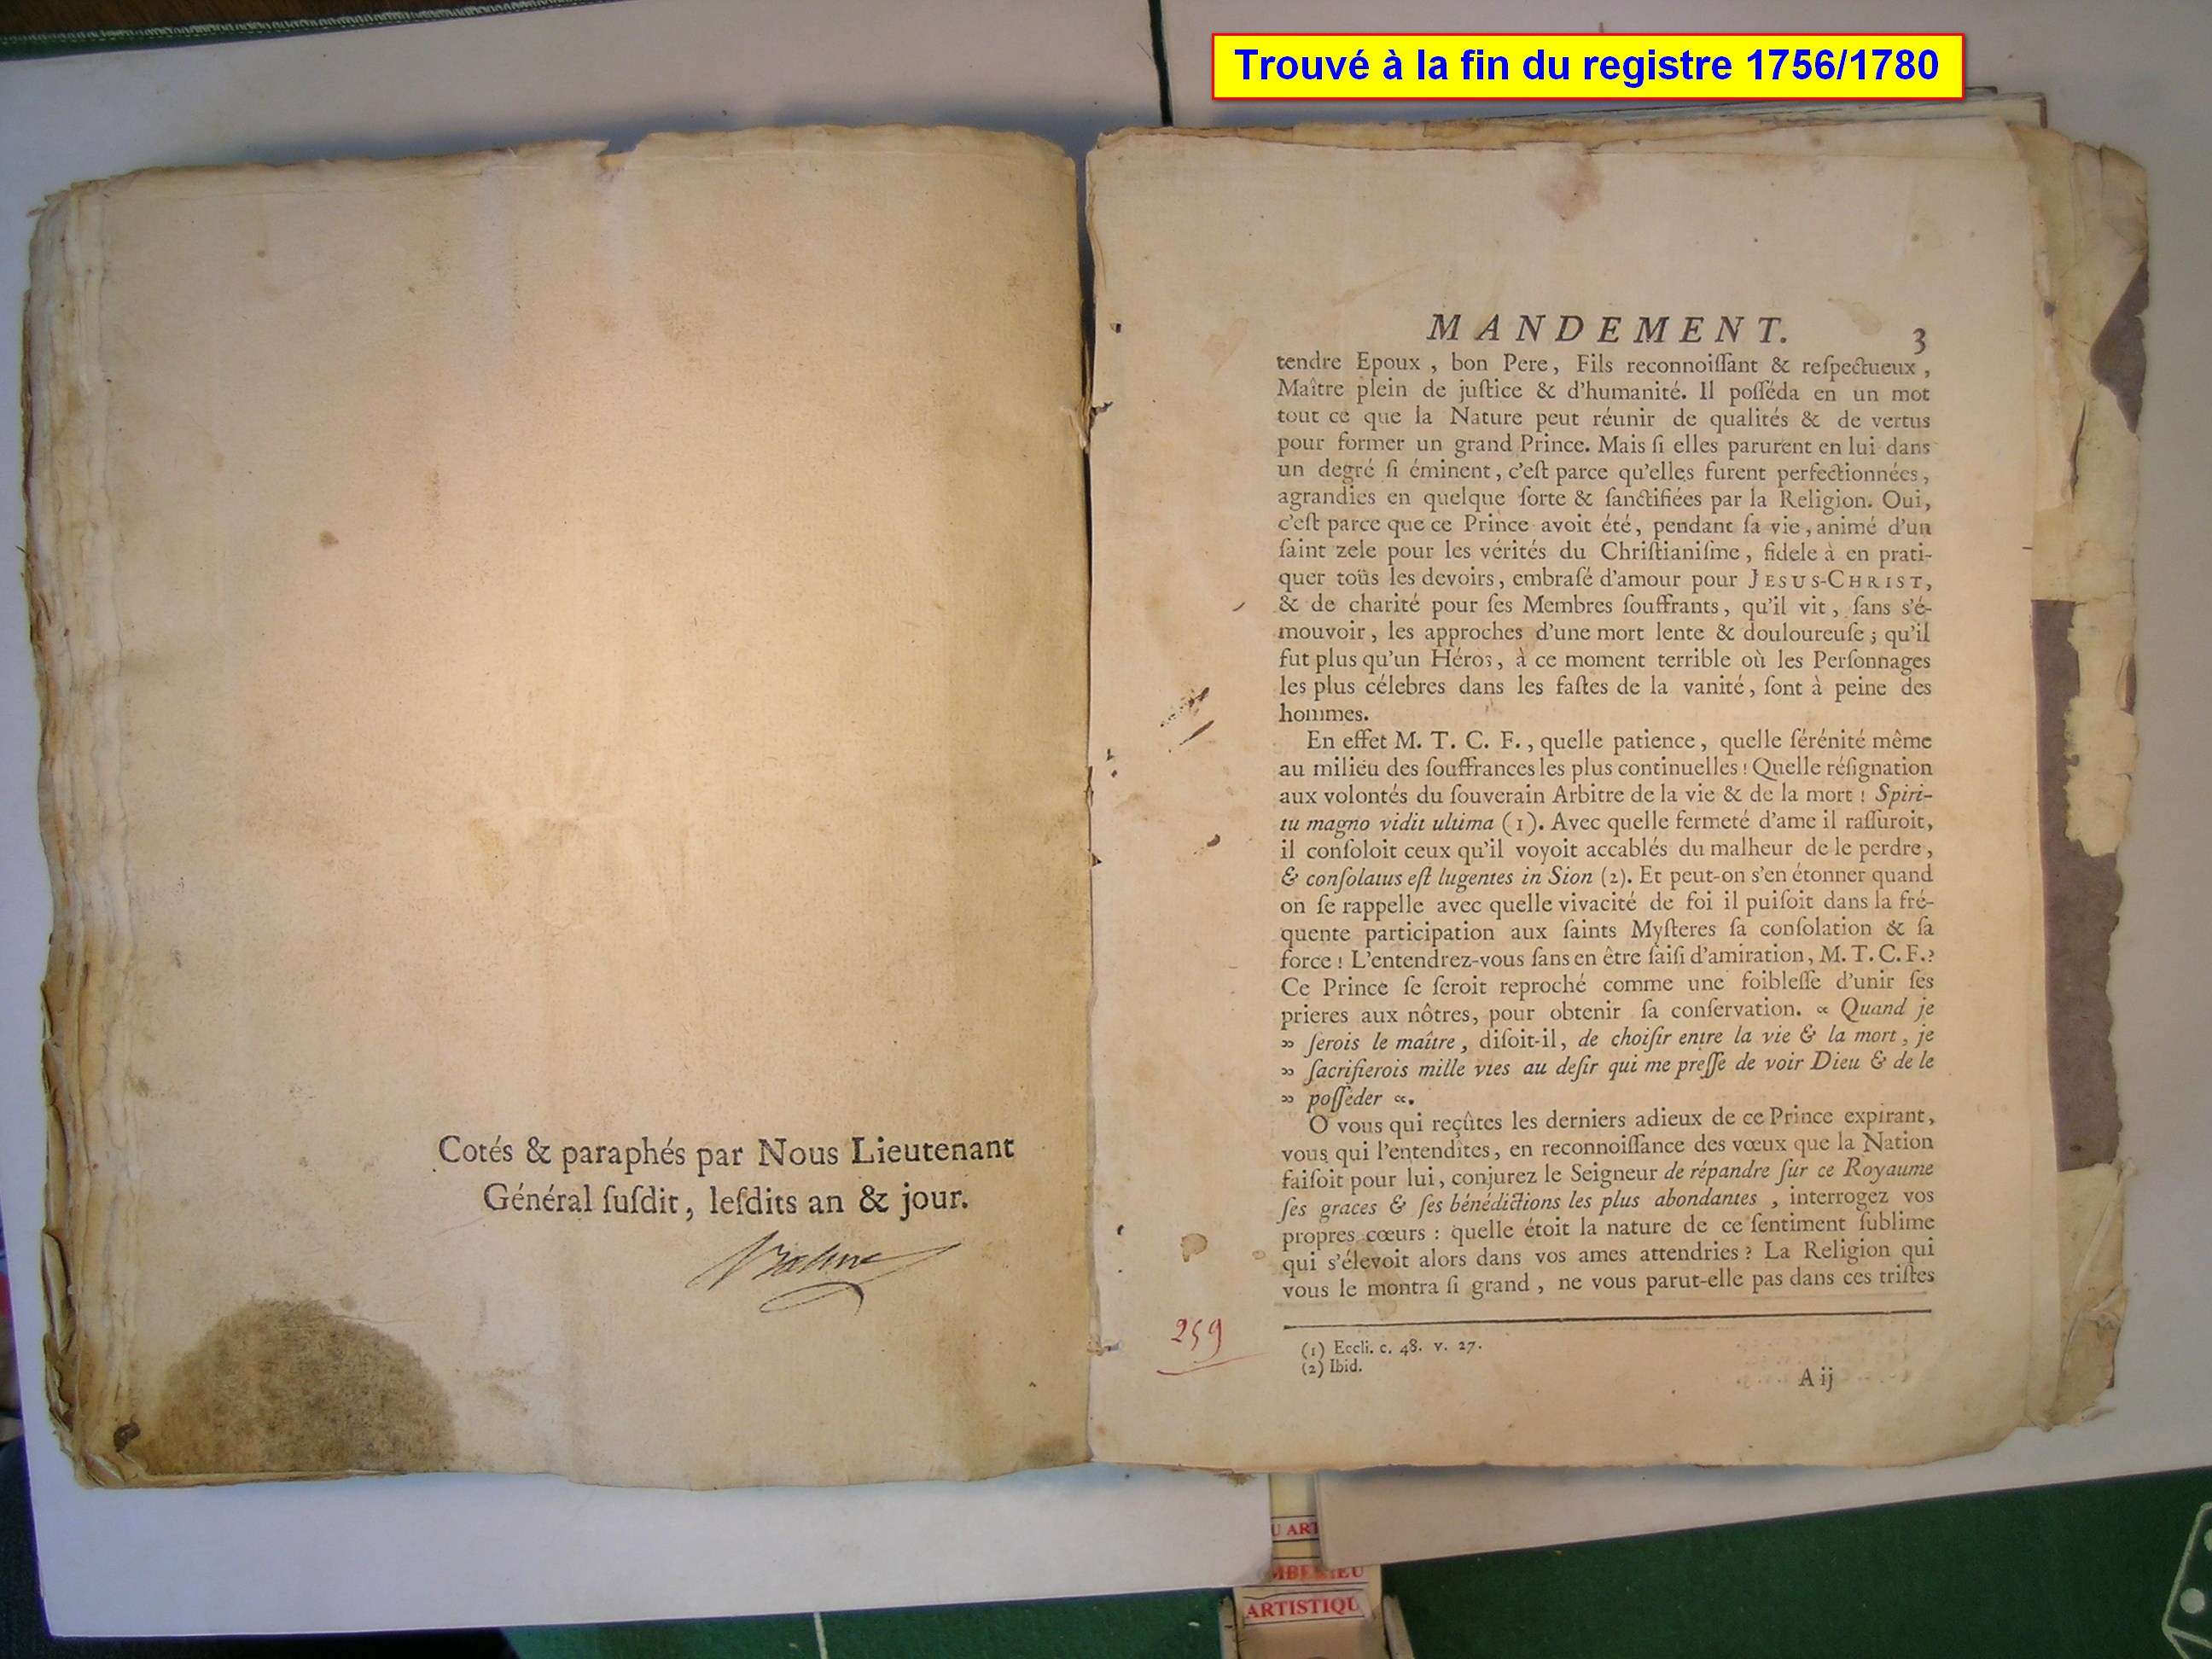 Trouvé à la fin du registre 1756/1780
Cotés & paraphés par Nous Lieutenant
Général ſuſdit, leſdits an & jour.
MANDEMENT. 3
tendre Epoux, bon Pere, Fils reconnoiſſant & reſpectueux,
Maître plein de juſtice & d'humanité. Il poſſéda en un mot
tout ce que la Nature peut réunir de qualités & de vertus
pour former un grand Prince. Mais ſi elles parurent en lui dans
un degré ſi éminent, c'eſt parce qu'elles furent perfectionnées,
agrandies en quelque ſorte & ſanctifiées par la Religion. Oui,
c'eſt parce que ce Prince avoit été, pendant ſa vie, animé d'un
ſaint zele pour les vérités du Chriſtianiſme, fidele à en prati-
quer toüs les devoirs, embraſé d'amour pour JESUS-CHRIST,
& de charité pour ſes Membres ſouffrants, qu'il vit, ſans s'é-
mouvoir, les approches d'une mort lente & douloureuſe; qu'il
fut plus qu'un Héros, à ce moment terrible où les Perſonnages
les plus célebres dans les faſtes de la vanité, ſont à peine des
hommes.
En effet M. T. C. F., quelle patience, quelle ſérénité même
au milieu des ſouffrances les plus continuelles! Quelle réſignation
aux volontés du ſouverain Arbitre de la vie & de la mort! Spiri-
tu magno vidit ultima (1). Avec quelle fermeté d'ame il raſſuroit,
il conſoloit ceux qu'il voyoit accablés du malheur de le perdre,
& conſolatus eſt lugentes in Sion (2). Et peut-on s'en étonner quand
on ſe rappelle avec quelle vivacité de foi il puiſoit dans la fré-
quente participation aux ſaints Myſteres ſa conſolation & ſa
force! L'entendrez-vous ſans en être ſaiſi d'amiration, M. T. C. F.?
Ce Prince ſe ſeroit reproché comme une foibleſſe d'unir ſes
prieres aux nôtres, pour obtenir ſa conſervation. « Quand je
» ſerois le maître, diſoit-il, de choiſir entre la vie & la mort, je
» ſacrifierois mille vies au deſir qui me preſſe de voir Dieu & de le
» poſſéder «.
O vous qui reçûtes les derniers adieux de ce Prince expirant,
vous qui l'entendîtes, en reconnoiſſance des vœux que la Nation
faiſoit pour lui, conjurez le Seigneur de répandre ſur ce Royaume
ſes graces & ſes bénédictions les plus abondantes, interrogez vos
propres cœurs : quelle étoit la nature de ce ſentiment ſublime
qui s'élevoit alors dans vos ames attendries? La Religion qui
vous le montra ſi grand, ne vous parut-elle pas dans ces triſtes
259
(1) Eccli. c. 48. v. 27.
(2) Ibid.
A ij
U ART
MBE
EU
ARTISTIQU